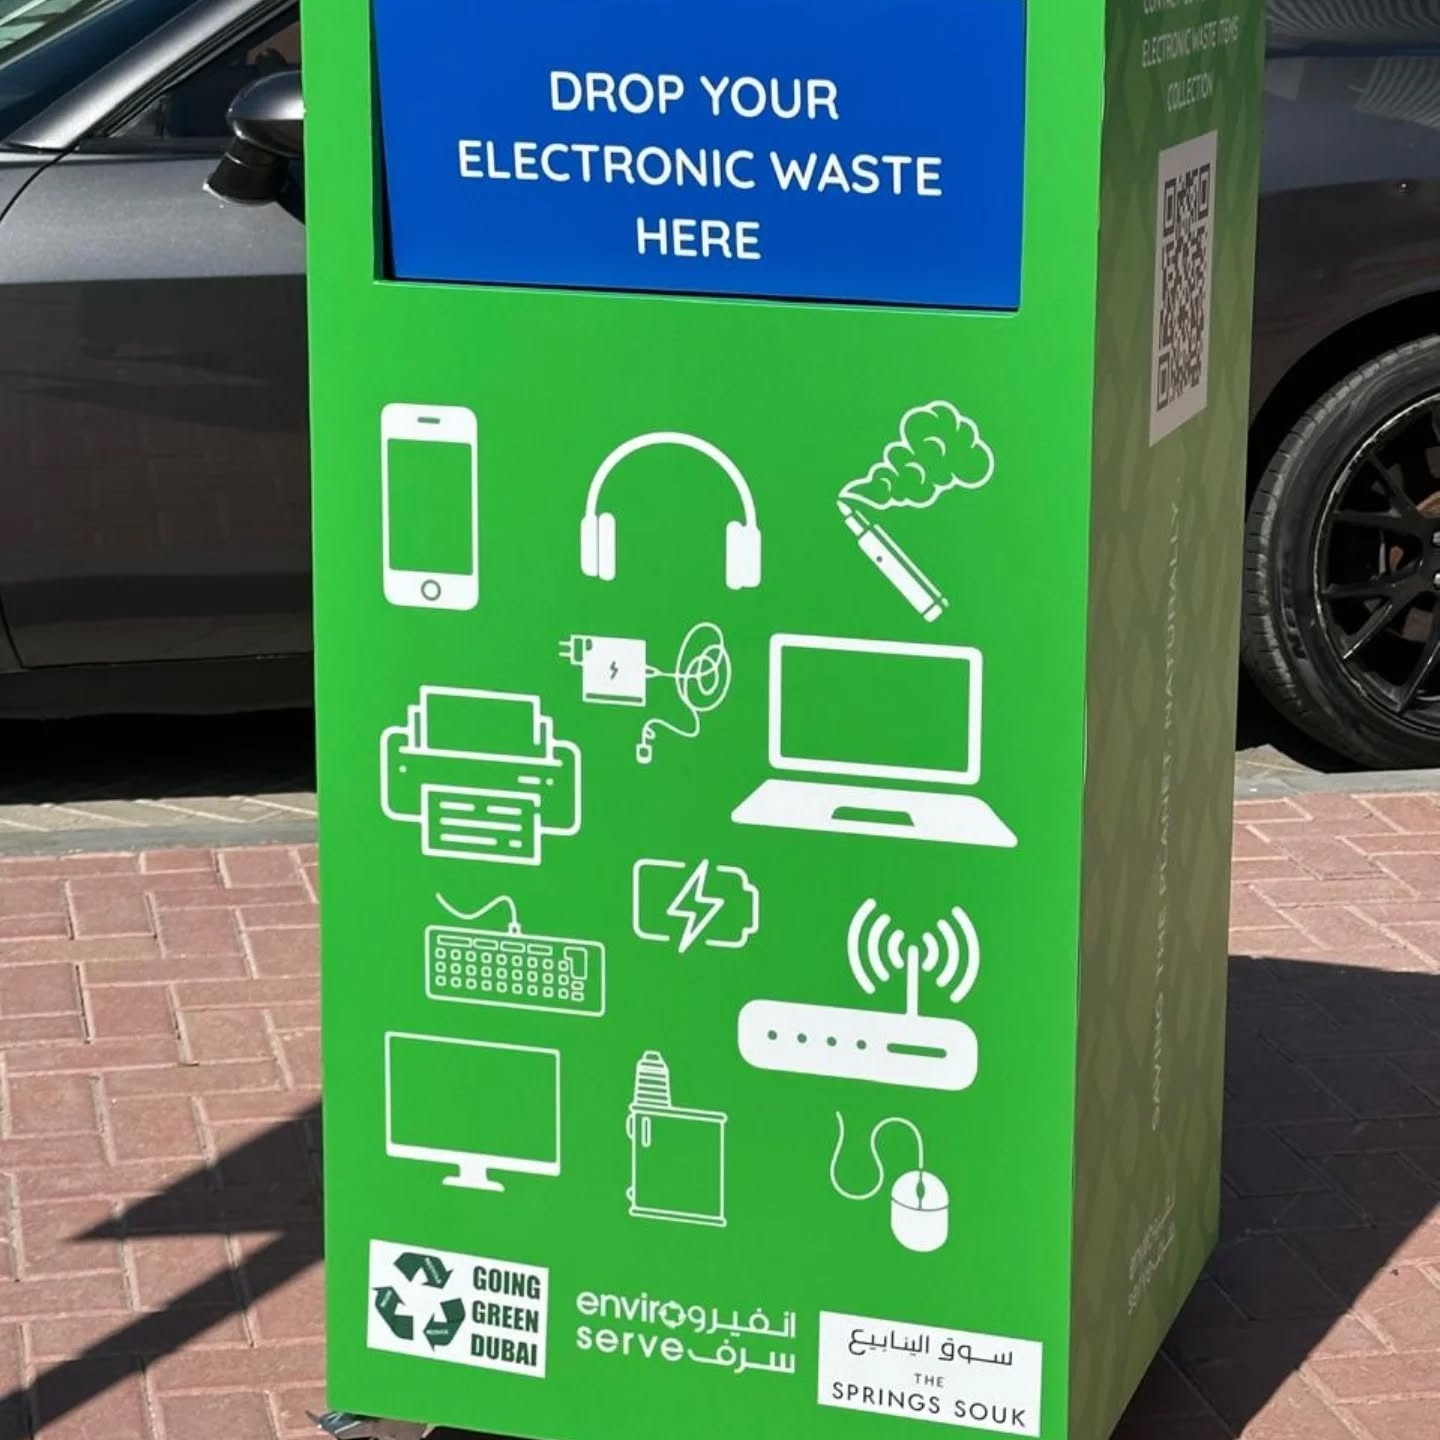 DROP YOUR
ELECTRONIC WASTE
HERE
ELECTRONIC WASTE ITEMS
COLLECTION
SAVING THE PLANET NATURALLY.
GOING
GREEN
DUBAI
enviro انفيرو
serve سرف
سوق الينابيع
THE
SPRINGS SOUK